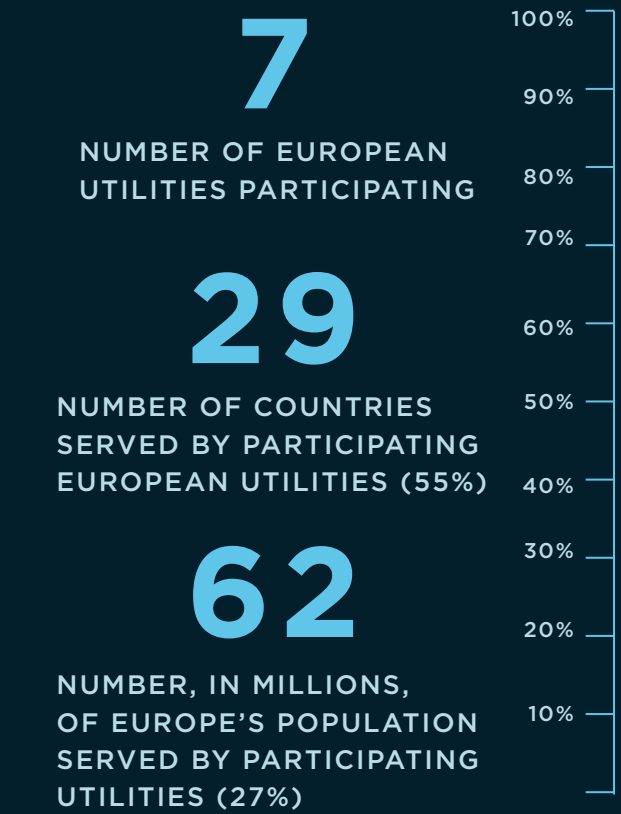 7
NUMBER OF EUROPEAN
UTILITIES PARTICIPATING
29
NUMBER OF COUNTRIES
SERVED BY PARTICIPATING
EUROPEAN UTILITIES (55%)
62
NUMBER, IN MILLIONS,
OF EUROPE’S POPULATION
SERVED BY PARTICIPATING
UTILITIES (27%)
100%
90%
80%
70%
60%
50%
40%
30%
20%
10%